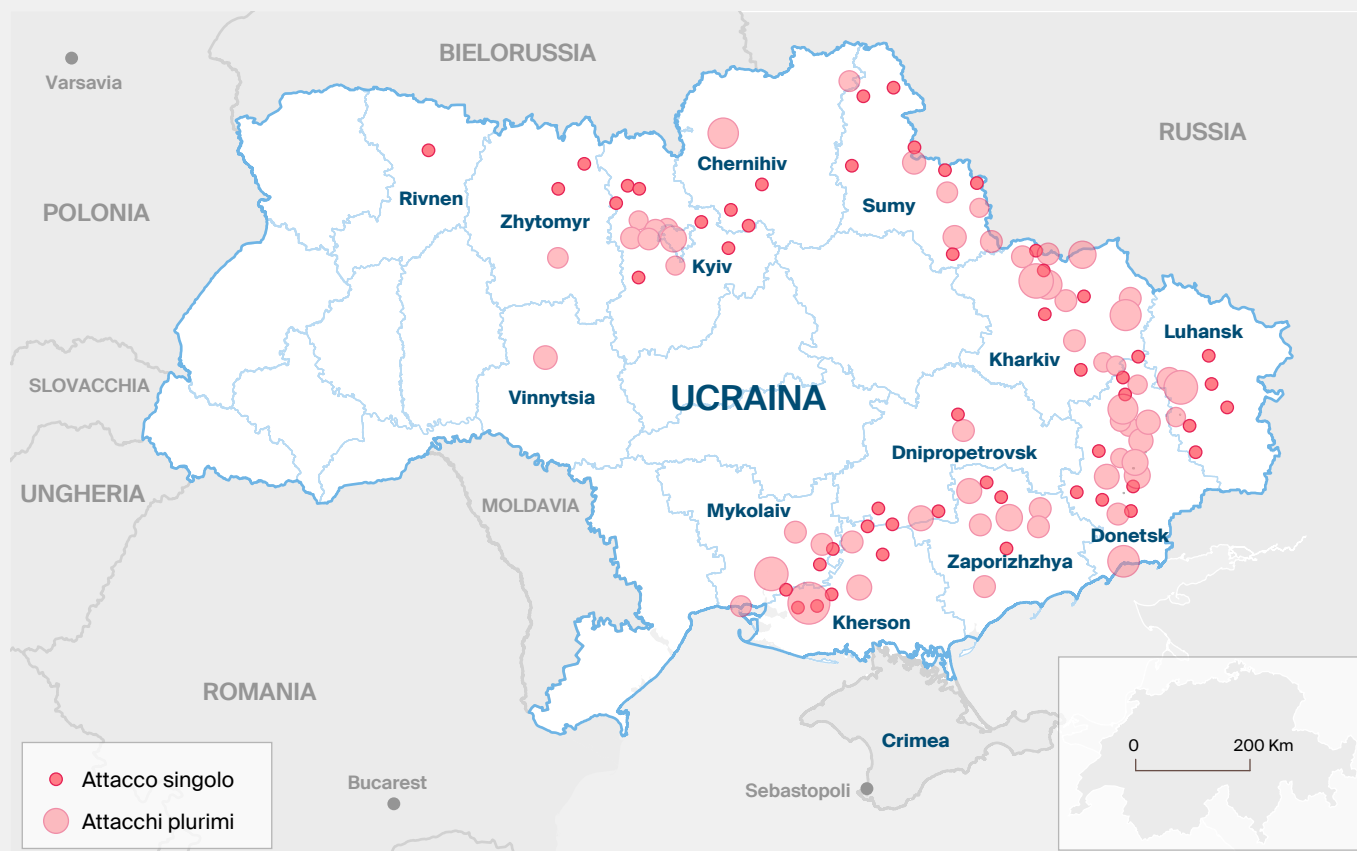 BIELORUSSIA
Varsavia
RUSSIA
Chernihiv
Rivnen
POLONIA
Sumy
Zhytomyr
Kyiv
Luhansk
Kharkiv
SLOVACCHIA
Vinnytsia
UCRAINA
Dnipropetrovsk
UNGHERIA
MOLDAVIA
Mykolaiv
Donetsk
Zaporizhzhya
Kherson
ROMANIA
Crimea
0 200 Km
Attacco singolo
Bucarest
Sebastopoli
Attacchi plurimi